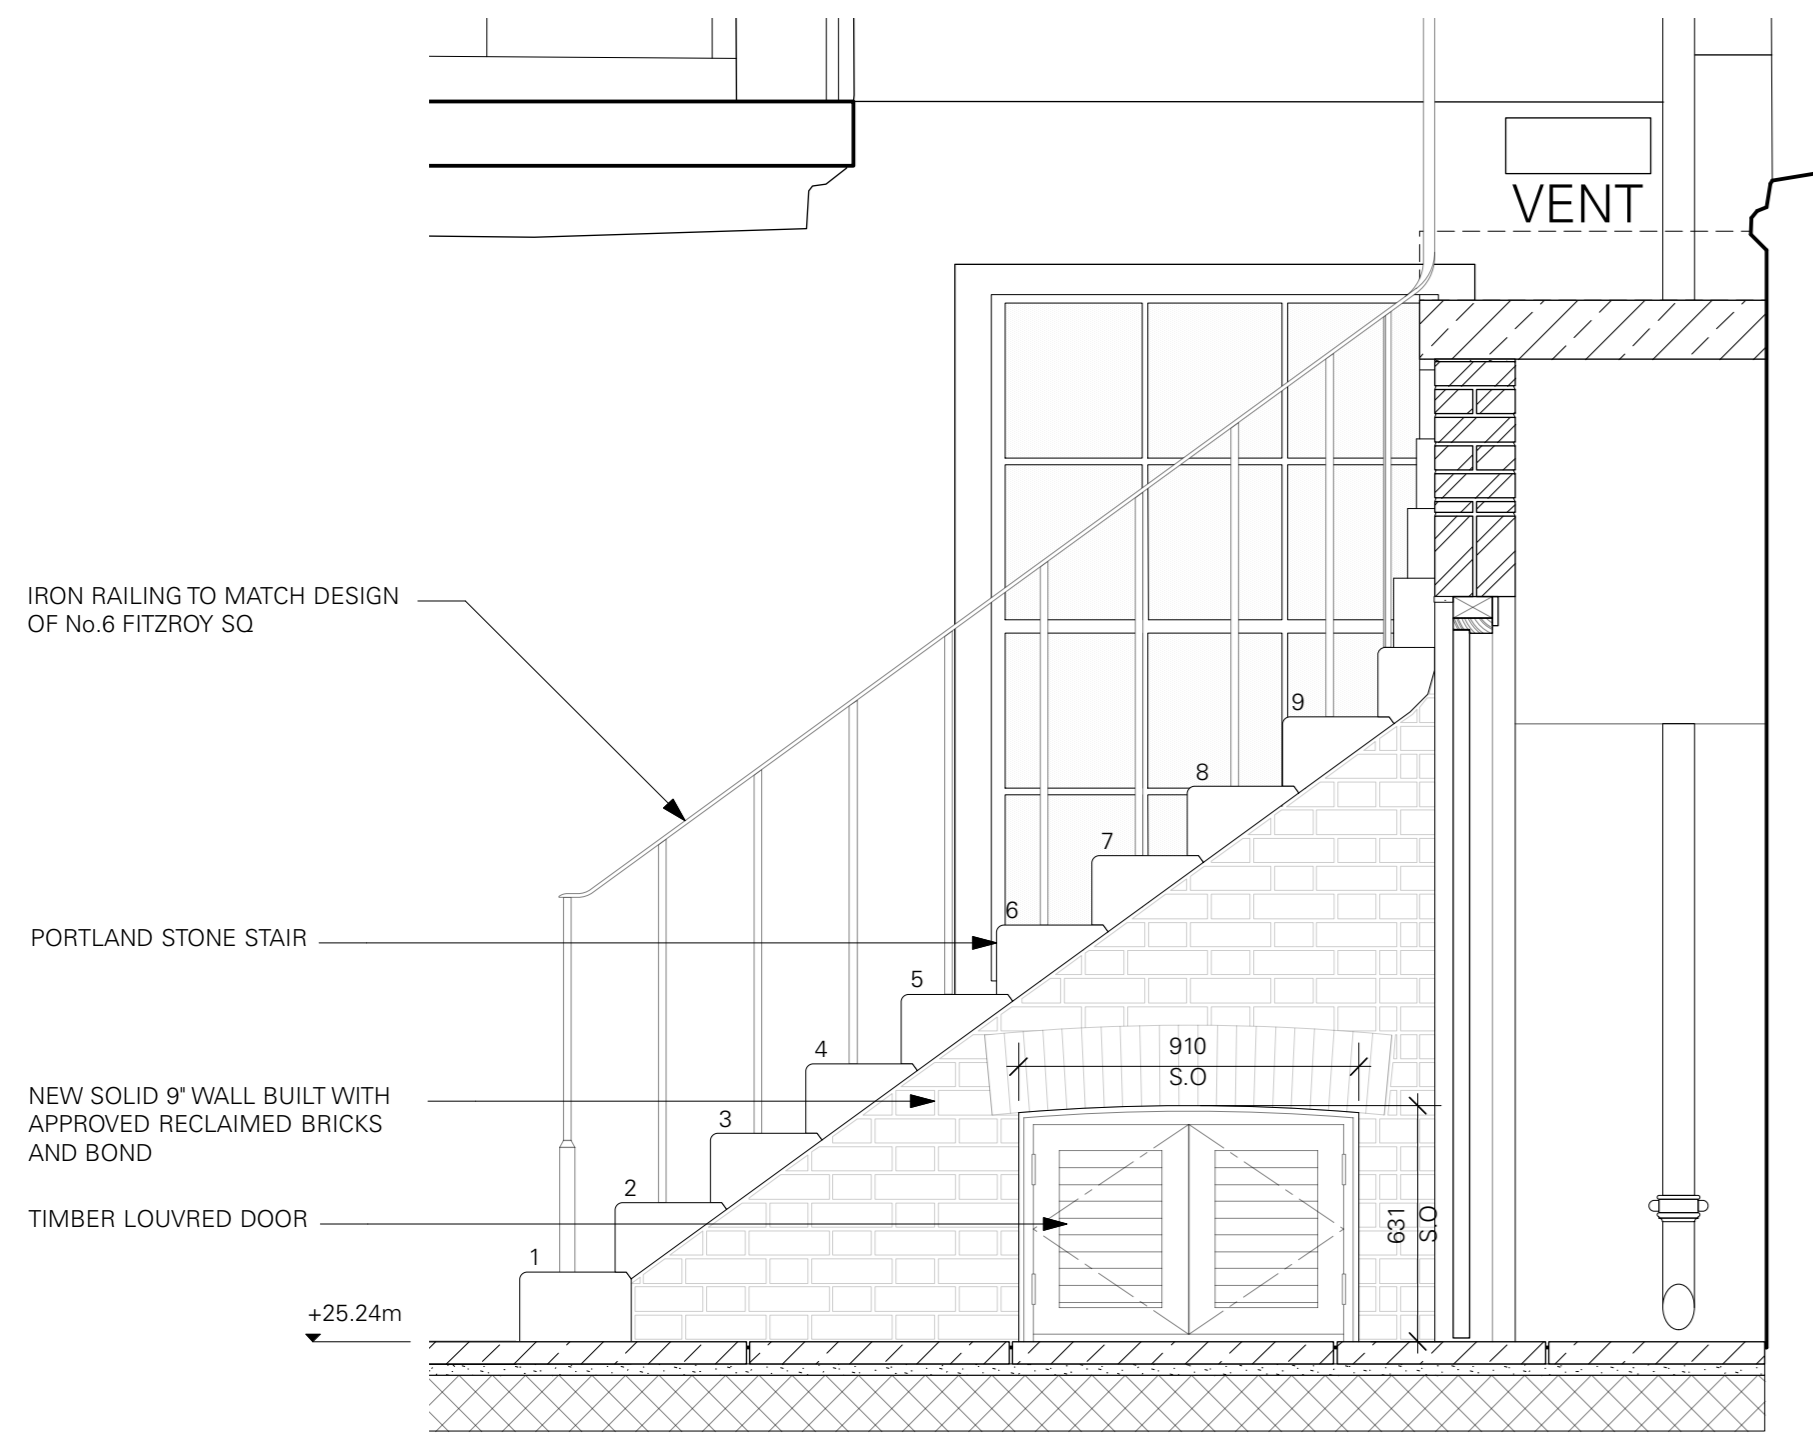 VENT
IRON RAILING TO MATCH DESIGN
OF No.6 FITZROY SQ
9
8
7
6
PORTLAND STONE STAIR
5
4
910
S.O
NEW SOLID 9" WALL BUILT WITH
APPROVED RECLAIMED BRICKS
AND BOND
3
2
TIMBER LOUVRED DOOR
631
S.O
1
+25.24m